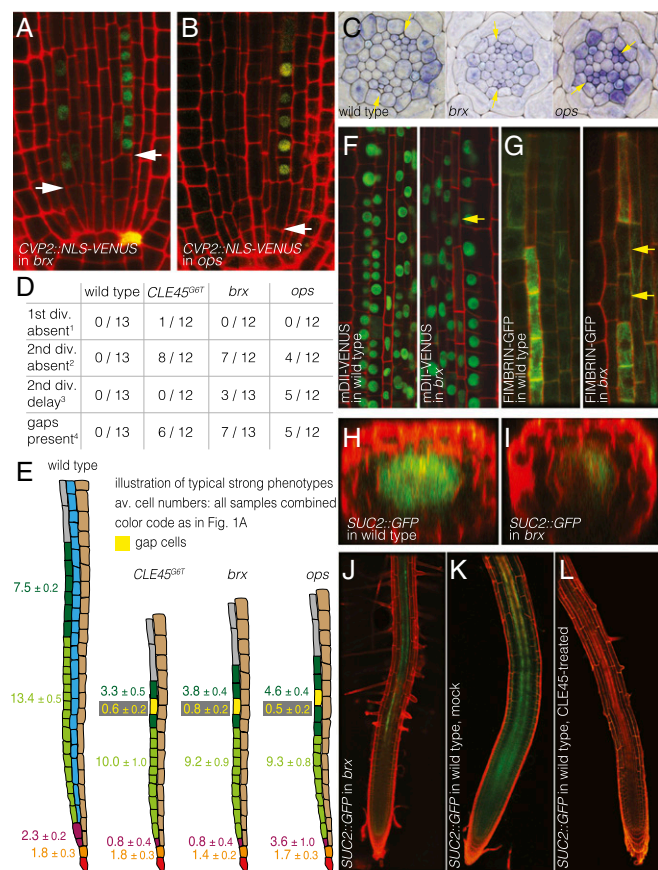 A
CVP2::NLS-VENUS
in brx
B
CVP2::NLS-VENUS
in ops
C
wild type
brx
ops
D
wild type CLE45G6T brx ops
1st div. absent1 0 / 13 1 / 12 0 / 12 0 / 12
2nd div. absent2 0 / 13 8 / 12 7 / 12 4 / 12
2nd div. delay3 0 / 13 0 / 12 3 / 13 5 / 12
gaps present4 0 / 13 6 / 12 7 / 13 5 / 12
E
wild type
illustration of typical strong phenotypes
av. cell numbers: all samples combined
color code as in Fig. 1A
gap cells
CLE45G6T brx ops
7.5 ± 0.2
13.4 ± 0.5
2.3 ± 0.2
1.8 ± 0.3
3.3 ± 0.5
0.6 ± 0.2
10.0 ± 1.0
0.8 ± 0.4
1.8 ± 0.3
3.8 ± 0.4
0.8 ± 0.2
9.2 ± 0.9
0.8 ± 0.4
1.4 ± 0.2
4.6 ± 0.4
0.5 ± 0.2
9.3 ± 0.8
3.6 ± 1.0
1.7 ± 0.3
F
mDII-VENUS
in wild type
mDII-VENUS
in brx
G
FIMBRIN-GFP
in wild type
FIMBRIN-GFP
in brx
H
SUC2::GFP
in wild type
I
SUC2::GFP
in brx
J
SUC2::GFP in brx
K
SUC2::GFP in wild type, mock
L
SUC2::GFP in wild type, CLE45-treated